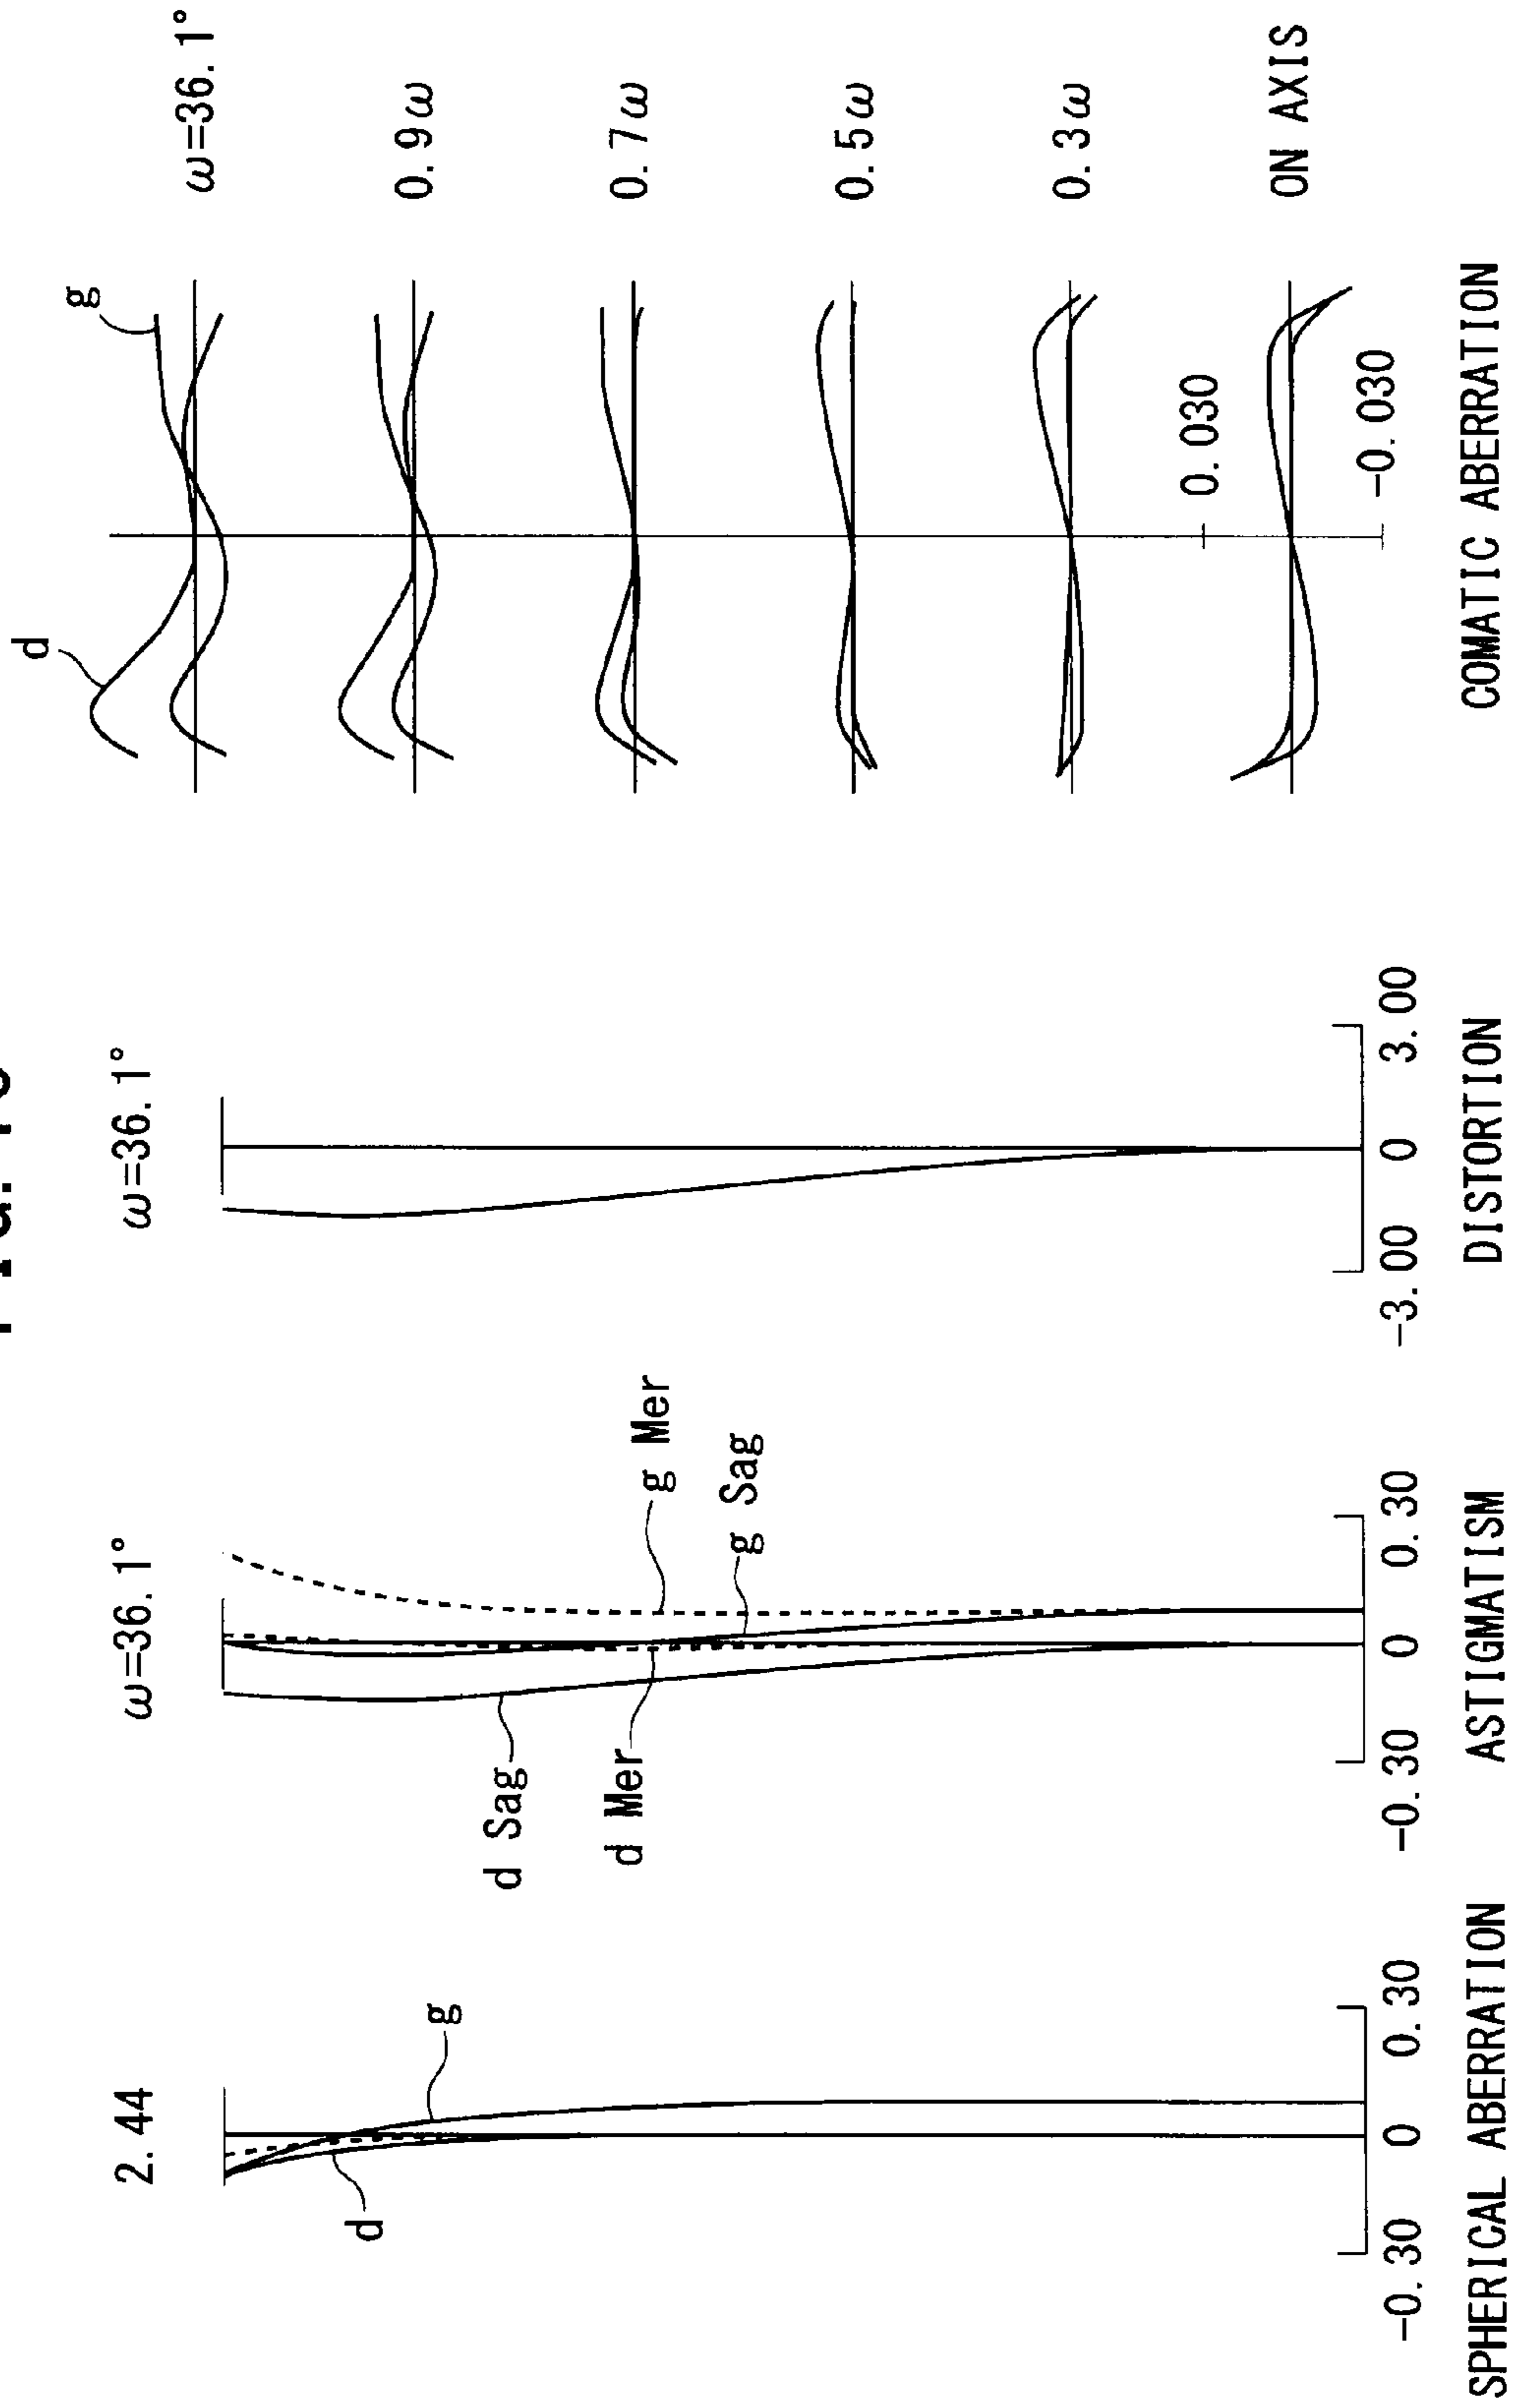 2. 44
d
g
-0. 30
0
0. 30
SPHERICAL ABERRATION
ω=36. 1°
d Sag
d Mer
g Sag
g Mer
-0. 30
0
0. 30
ASTIGMATISM
ω=36. 1°
-3. 00
0
3. 00
DISTORTION
d
g
ω=36. 1°
0. 9ω
0. 7ω
0. 5ω
0. 3ω
0. 030
ON AXIS
-0. 030
COMATIC ABERRATION